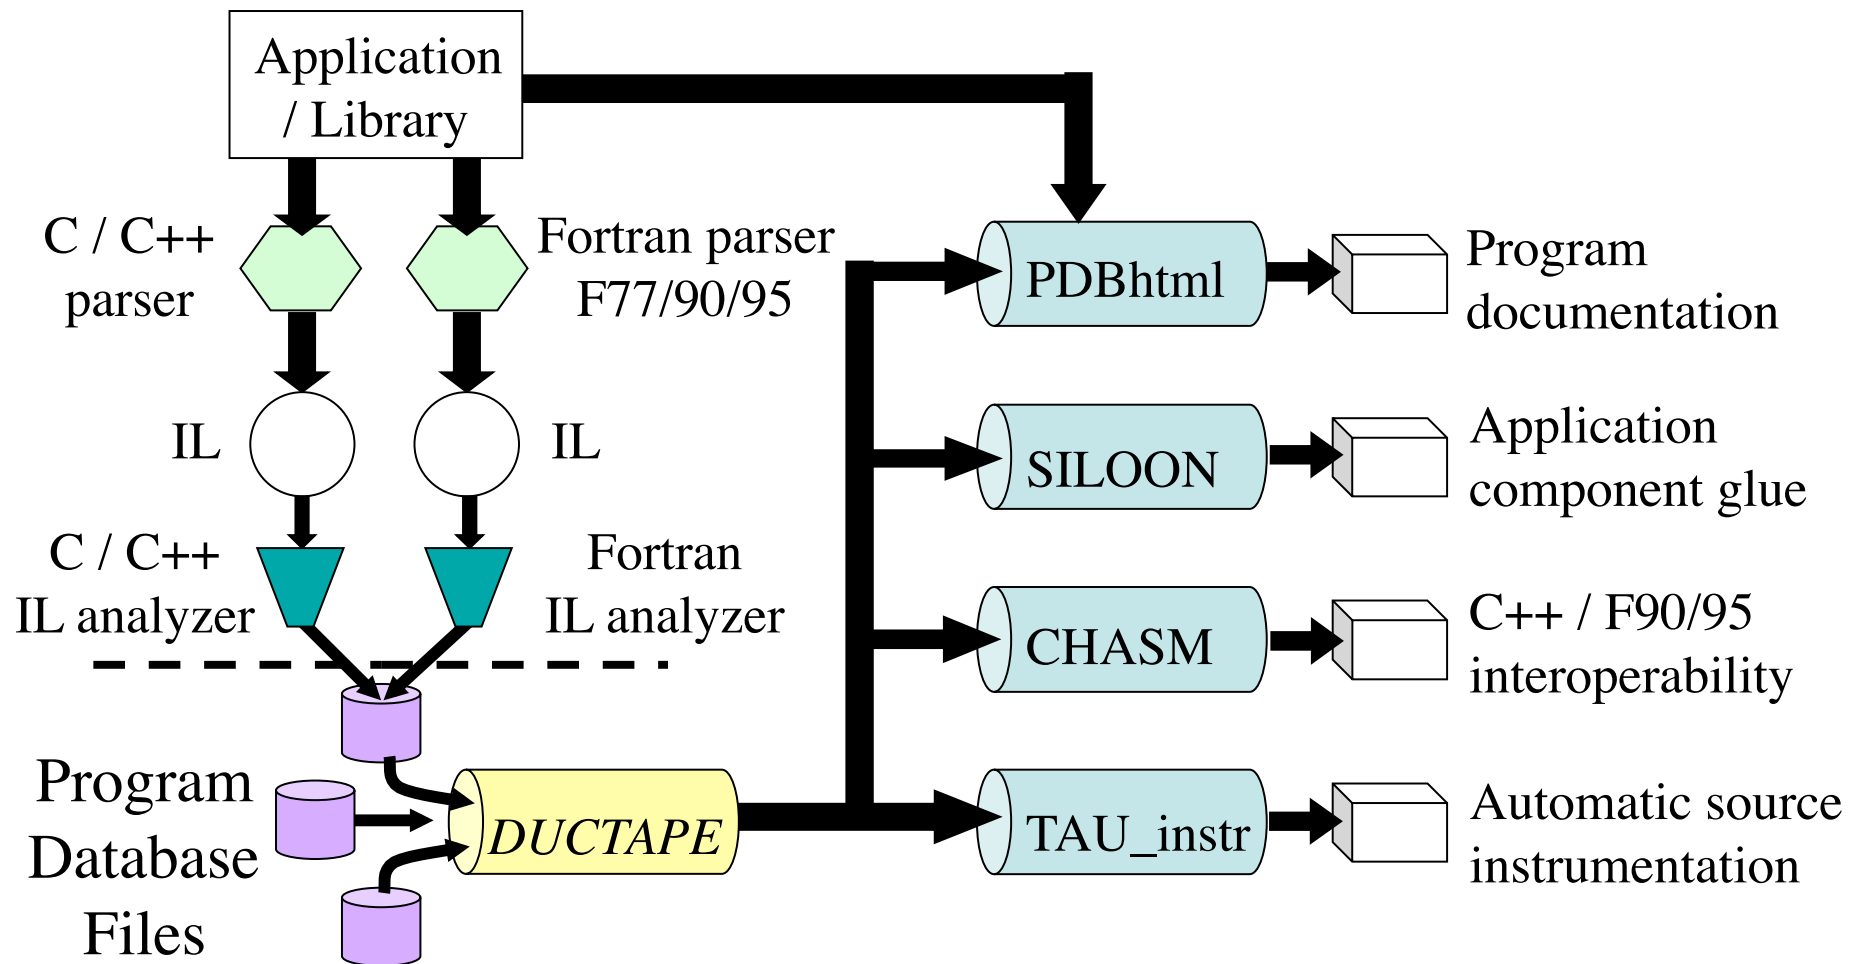 Application
/ Library
C / C++
parser
Fortran parser
F77/90/95
IL
IL
C / C++
IL analyzer
Fortran
IL analyzer
Program
Database
Files
DUCTAPE
PDBhtml
Program
documentation
SILOON
Application
component glue
CHASM
C++ / F90/95
interoperability
TAU_instr
Automatic source
instrumentation